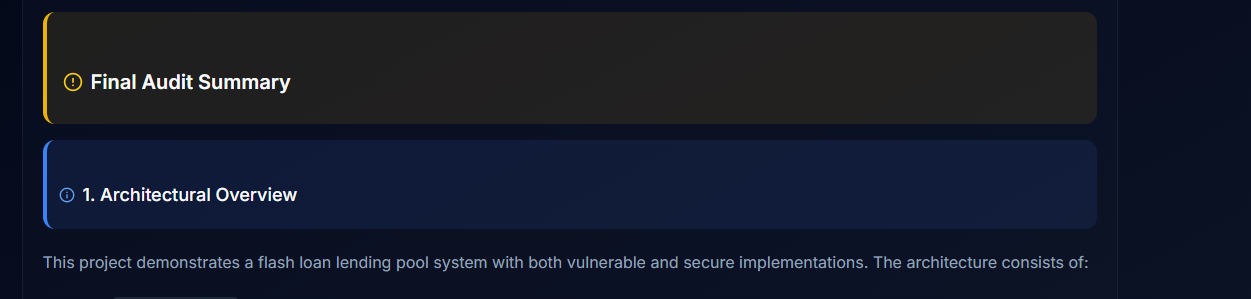 Final Audit Summary
1. Architectural Overview
This project demonstrates a flash loan lending pool system with both vulnerable and secure implementations. The architecture consists of: